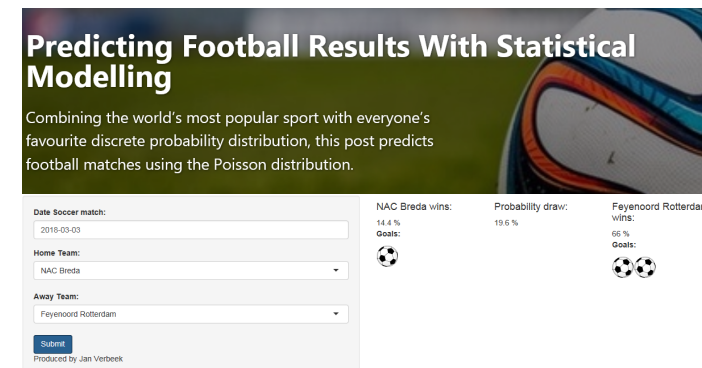 Predicting Football Results With Statistical
Modelling
Combining the world's most popular sport with everyone's
favourite discrete probability distribution, this post predicts
football matches using the Poisson distribution.
Date Soccer match:
2018-03-03
Home Team:
NAC Breda
Away Team:
Feyenoord Rotterdam
Submit
Produced by Jan Verbeek
NAC Breda wins:
14.4 %
Goals:
Probability draw:
19.6 %
Feyenoord Rotterda
wins:
66 %
Goals: